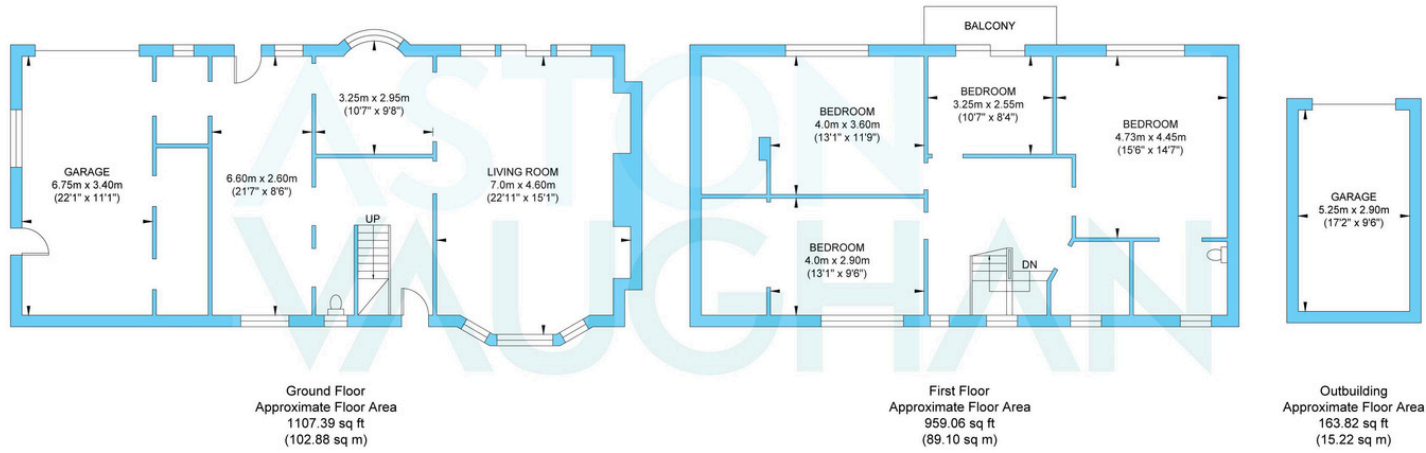 GARAGE
6.75m x 3.40m
(22'1" x 11'1")
6.60m x 2.60m
(21'7" x 8'6")
3.25m x 2.95m
(10'7" x 9'8")
UP
LIVING ROOM
7.0m x 4.60m
(22'11" x 15'1")
Ground Floor
Approximate Floor Area
1107.39 sq ft
(102.88 sq m)
BALCONY
BEDROOM
4.0m x 3.60m
(13'1" x 11'9")
BEDROOM
3.25m x 2.55m
(10'7" x 8'4")
BEDROOM
4.73m x 4.45m
(15'6" x 14'7")
BEDROOM
4.0m x 2.90m
(13'1" x 9'6")
DN
First Floor
Approximate Floor Area
959.06 sq ft
(89.10 sq m)
GARAGE
5.25m x 2.90m
(17'2" x 9'6")
Outbuilding
Approximate Floor Area
163.82 sq ft
(15.22 sq m)
ASTON
VAUGHAN